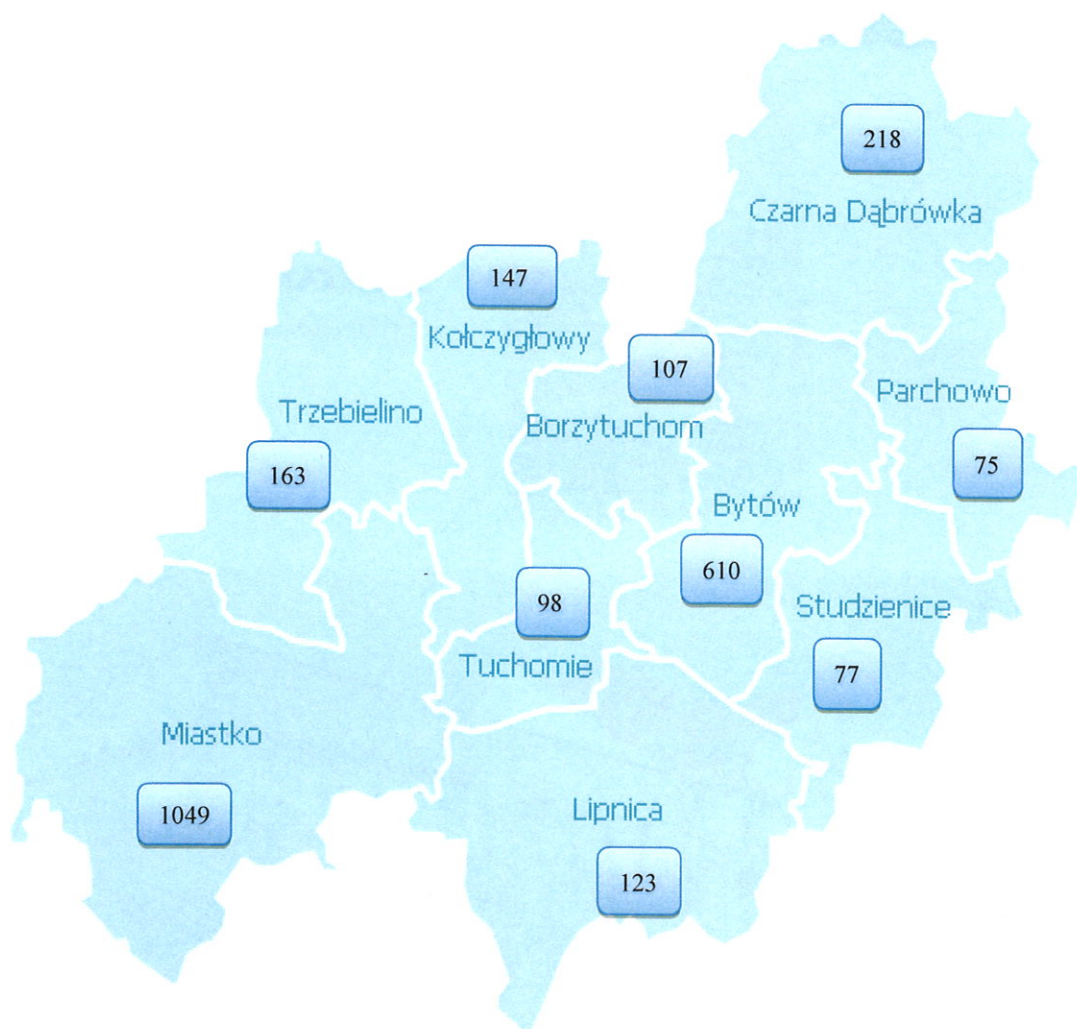 218
Czarna Dąbrówka
147
Kołczygłowy
107
Borzytuchom
Parchowo
75
Trzebielino
163
Bytów
610
98
Tuchomie
Studzienice
77
Miastko
1049
Lipnica
123